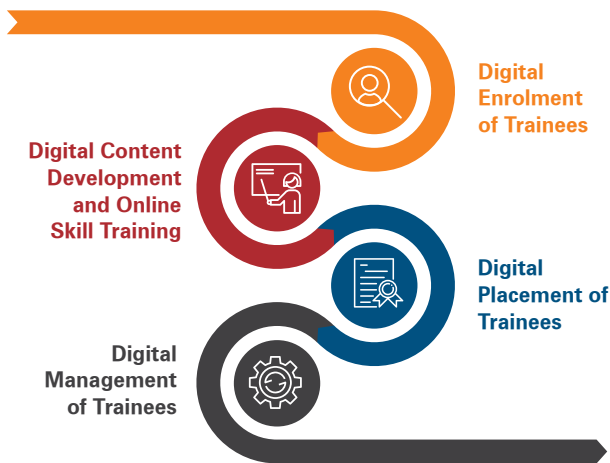 Digital
Enrolment
of Trainees
Digital Content
Development
and Online
Skill Training
Digital
Placement of
Trainees
Digital
Management
of Trainees